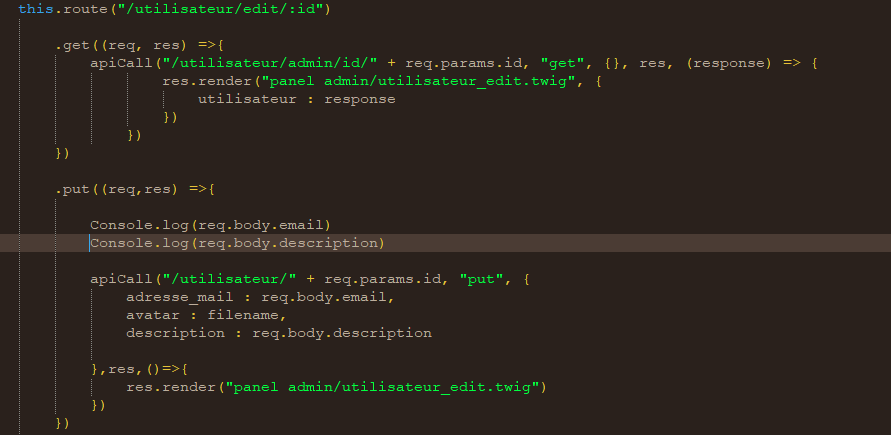 this.route("/utilisateur/edit/:id")
.get((req, res) =>{
apiCall("/utilisateur/admin/id/" + req.params.id, "get", {}, res, (response) => {
res.render("panel admin/utilisateur_edit.twig", {
utilisateur : response
})
})
})
.put((req,res) =>{
Console.log(req.body.email)
Console.log(req.body.description)
apiCall("/utilisateur/" + req.params.id, "put", {
adresse_mail : req.body.email,
avatar : filename,
description : req.body.description
},res,()=>{
res.render("panel admin/utilisateur_edit.twig")
})
})